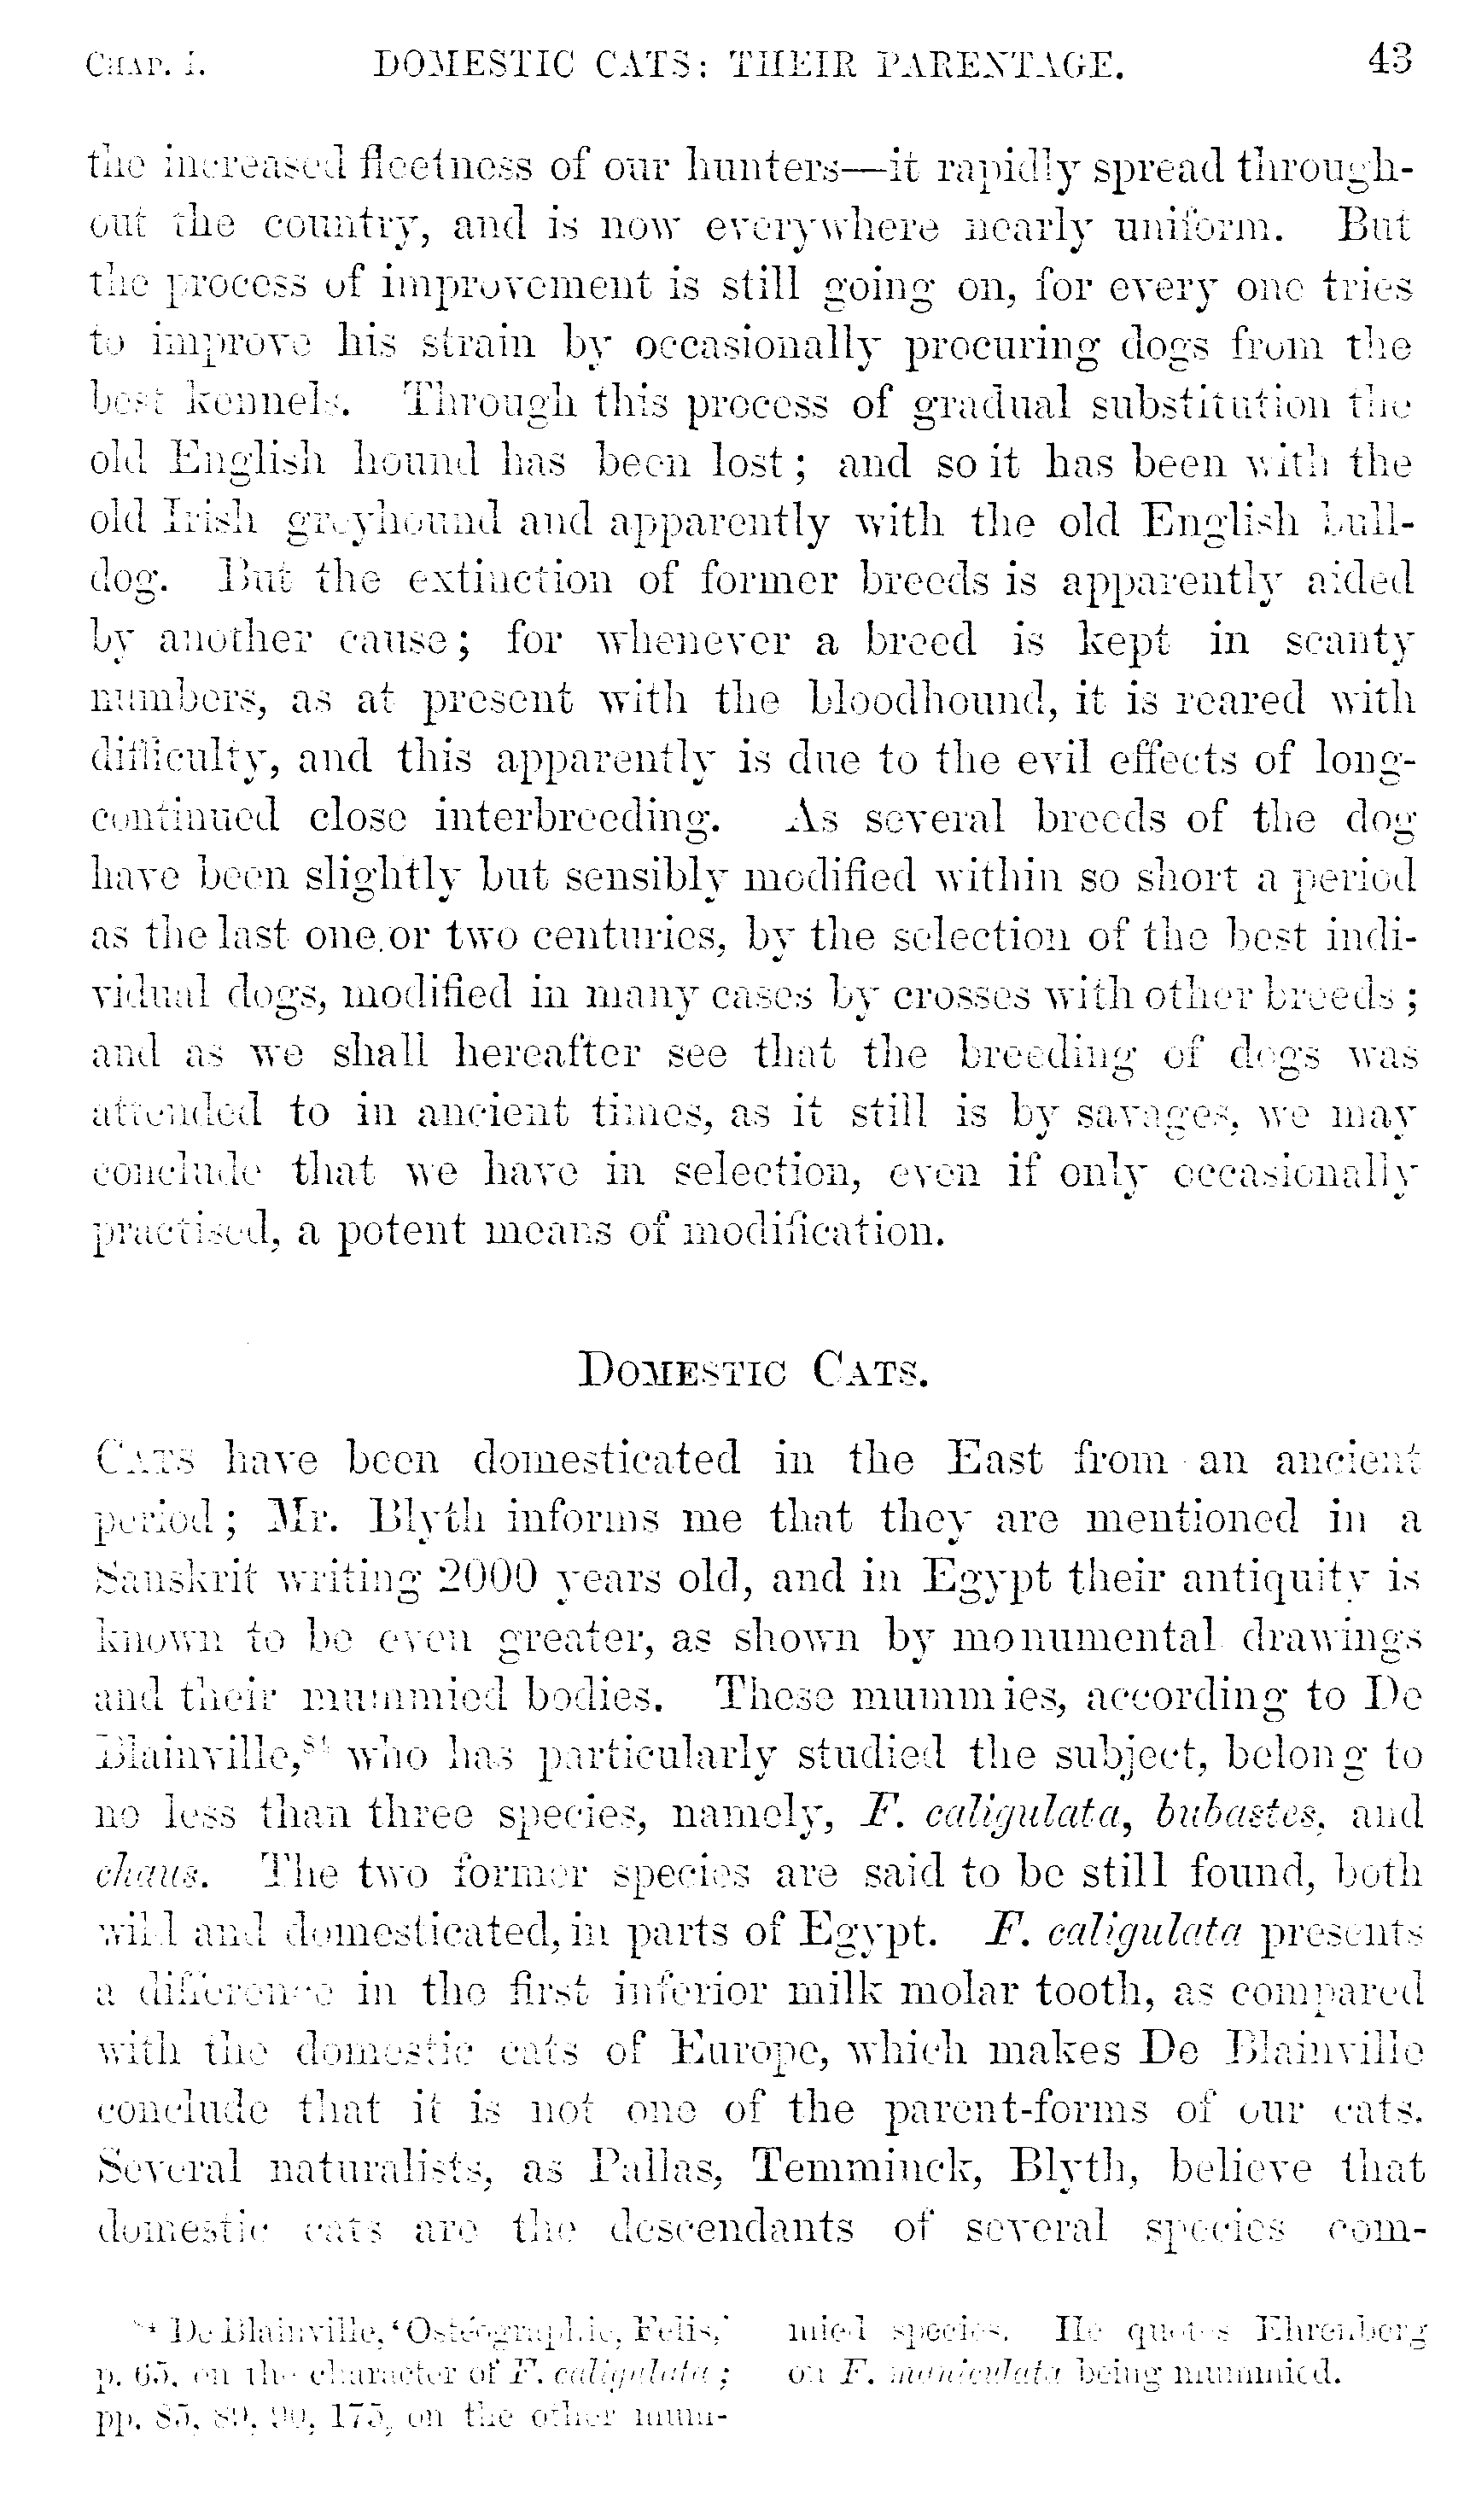 CHAP. I. DOMESTIC CATS: THEIR PARENTAGE. 43
the increased fleetness of our hunters—it rapidly spread through-
out the country, and is now everywhere nearly uniform. But
the process of improvement is still going on, for every one tries
to improve his strain by occasionally procuring dogs from the
best kennels. Through this process of gradual substitution the
old English hound has been lost; and so it has been with the
old Irish greyhound and apparently with the old English bull-
dog. But the extinction of former breeds is apparently aided
by another cause; for whenever a breed is kept in scanty
numbers, as at present with the bloodhound, it is reared with
difficulty, and this apparently is due to the evil effects of long-
continued close interbreeding. As several breeds of the dog
have been slightly but sensibly modified within so short a period
as the last one or two centuries, by the selection of the best indi-
vidual dogs, modified in many cases by crosses with other breeds;
and as we shall hereafter see that the breeding of dogs was
attended to in ancient times, as it still is by savages, we may
conclude that we have in selection, even if only occasionally
practised, a potent means of modification.
DOMESTIC CATS.
CATS have been domesticated in the East from an ancient
period; Mr. Blyth informs me that they are mentioned in a
Sanskrit writing 2000 years old, and in Egypt their antiquity is
known to be even greater, as shown by monumental drawings
and their mummied bodies. These mummies, according to De
Blainville,⁸⁴ who has particularly studied the subject, belong to
no less than three species, namely, F. caligulata, bubastes, and
chaus. The two former species are said to be still found, both
wild and domesticated, in parts of Egypt. F. caligulata presents
a difference in the first inferior milk molar tooth, as compared
with the domestic cats of Europe, which makes De Blainville
conclude that it is not one of the parent-forms of our cats.
Several naturalists, as Pallas, Temminck, Blyth, believe that
domestic cats are the descendants of several species com-
⁸⁴ De Blainville, 'Ostéographie, Felis,'
p. 65, on the character of F. caligulata;
pp. 85, 89, 90, 175, on the other mum-
mied species. He quotes Ehrenberg
on F. maniculata being mummied.